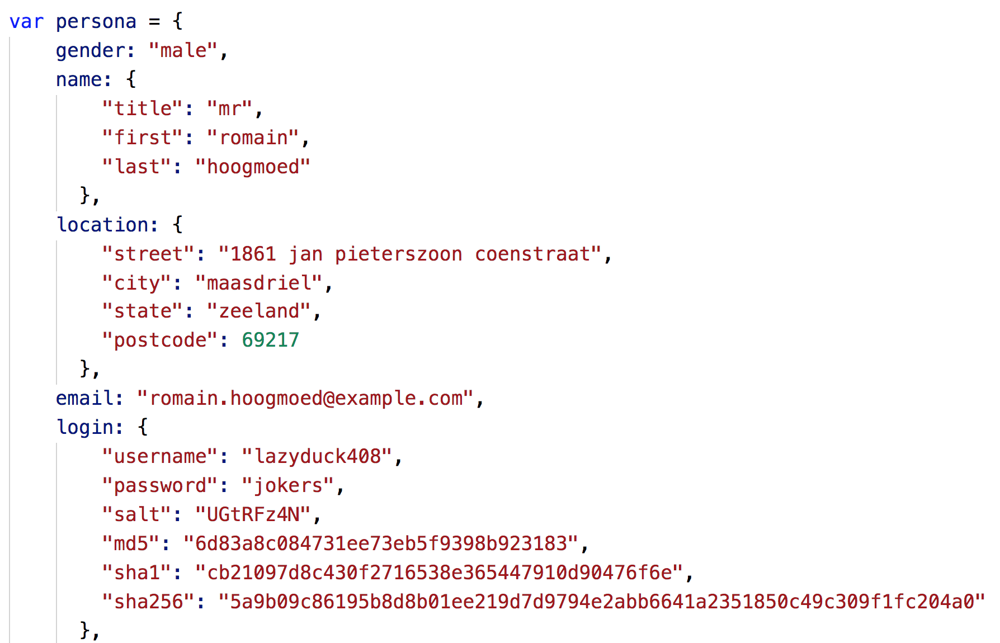 var persona = {
    gender: "male",
    name: {
        "title": "mr",
        "first": "romain",
        "last": "hoogmoed"
      },
    location: {
        "street": "1861 jan pieterszoon coenstraat",
        "city": "maasdriel",
        "state": "zeeland",
        "postcode": 69217
      },
    email: "romain.hoogmoed@example.com",
    login: {
        "username": "lazyduck408",
        "password": "jokers",
        "salt": "UGtRFz4N",
        "md5": "6d83a8c084731ee73eb5f9398b923183",
        "sha1": "cb21097d8c430f2716538e365447910d90476f6e",
        "sha256": "5a9b09c86195b8d8b01ee219d7d9794e2abb6641a2351850c49c309f1fc204a0"
      },